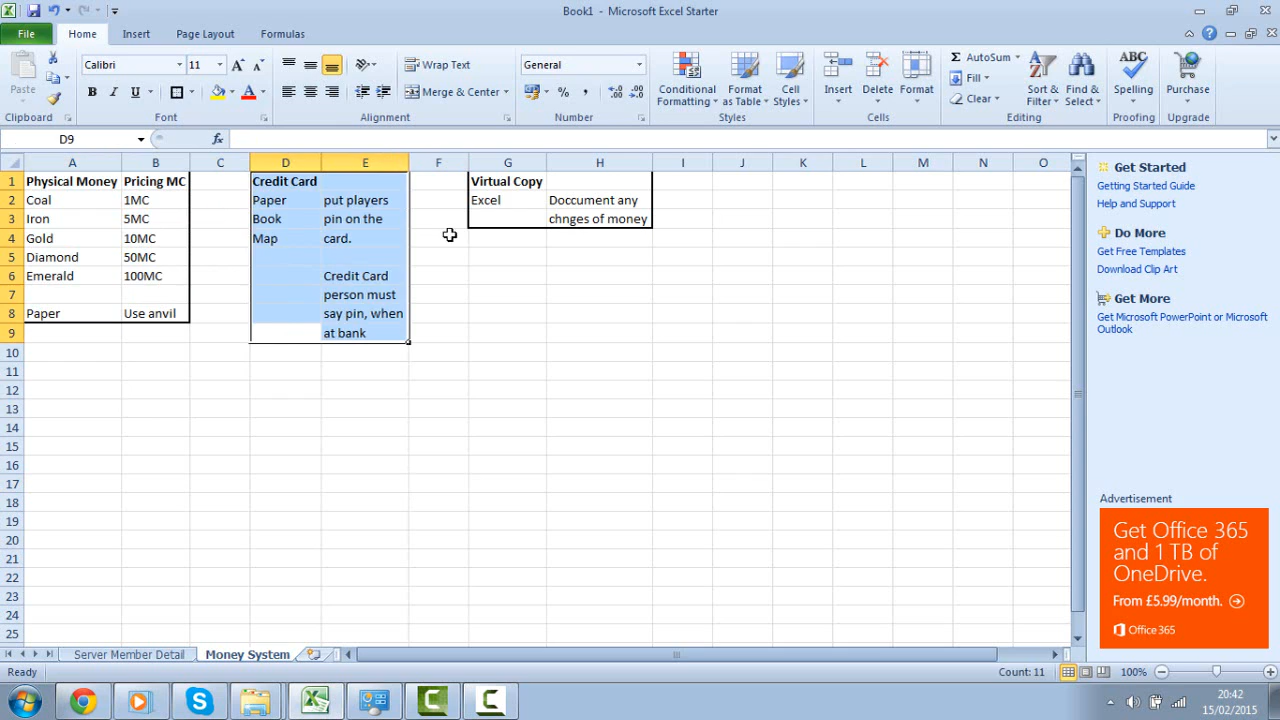 Book1 - Microsoft Excel Starter
File Home Insert Page Layout Formulas
Paste
Calibri 11 A A
B I U A
Wrap Text
Merge & Center
General
% ,
Conditional Formatting
Format as Table
Cell Styles
Insert Delete Format
Σ AutoSum
Fill
Clear
Sort & Filter
Find & Select
ABC
Spelling
Purchase
Clipboard Font Alignment Number Styles Cells Editing Proofing Upgrade
D9 fx
A B C D E F G H I J K L M N O
1 Physical Money Pricing MC Credit Card Virtual Copy
2 Coal 1MC Paper put players Excel Doccument any
3 Iron 5MC Book pin on the chnges of money
4 Gold 10MC Map card.
5 Diamond 50MC
6 Emerald 100MC Credit Card
7 person must
8 Paper Use anvil say pin, when
9 at bank
10
11
12
13
14
15
16
17
18
19
20
21
22
23
24
25
Get Started
Getting Started Guide
Help and Support
Do More
Get Free Templates
Download Clip Art
Get More
Get Microsoft PowerPoint or Microsoft
Outlook
Advertisement
Get Office 365
and 1 TB of
OneDrive.
From £5.99/month.
Office 365
Server Member Detail Money System
Ready Count: 11 100%
20:42
15/02/2015